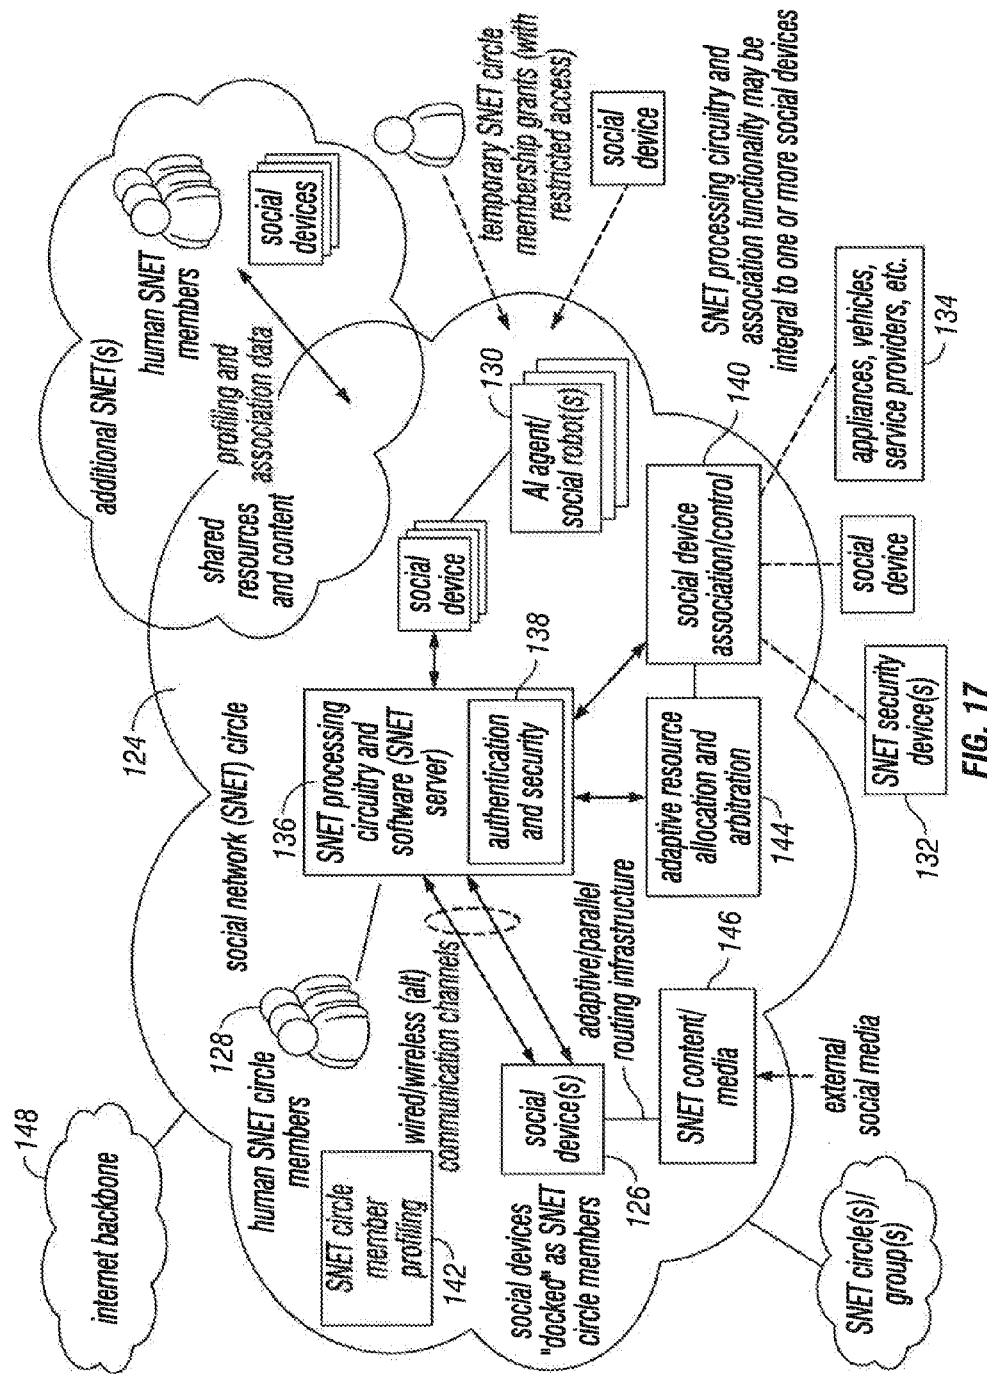 148
internet backbone
human SNET circle
members
128
SNET circle
member
profiling
142
wired/wireless (alt)
communication channels
social devices
"docked" as SNET
circle members
social
device(s)
126
SNET circle(s)/
group(s)
124
social network (SNET) circle
136
SNET processing
circuitry and
software (SNET
server)
authentication
and security
138
adaptive/parallel
routing infrastructure
SNET content/
media
146
external
social media
adaptive resource
allocation and
arbitration
144
additional SNET(s)
human SNET
members
social
devices
profiling and
association data
shared
resources
and content
social
device
AI agent/
social robot(s)
130
temporary SNET circle
membership grants (with
restricted access)
social
device
social device
association/control
140
SNET processing circuitry and
association functionality may be
integral to one or more social devices
SNET security
device(s)
132
social
device
appliances, vehicles,
service providers, etc.
134
FIG. 17